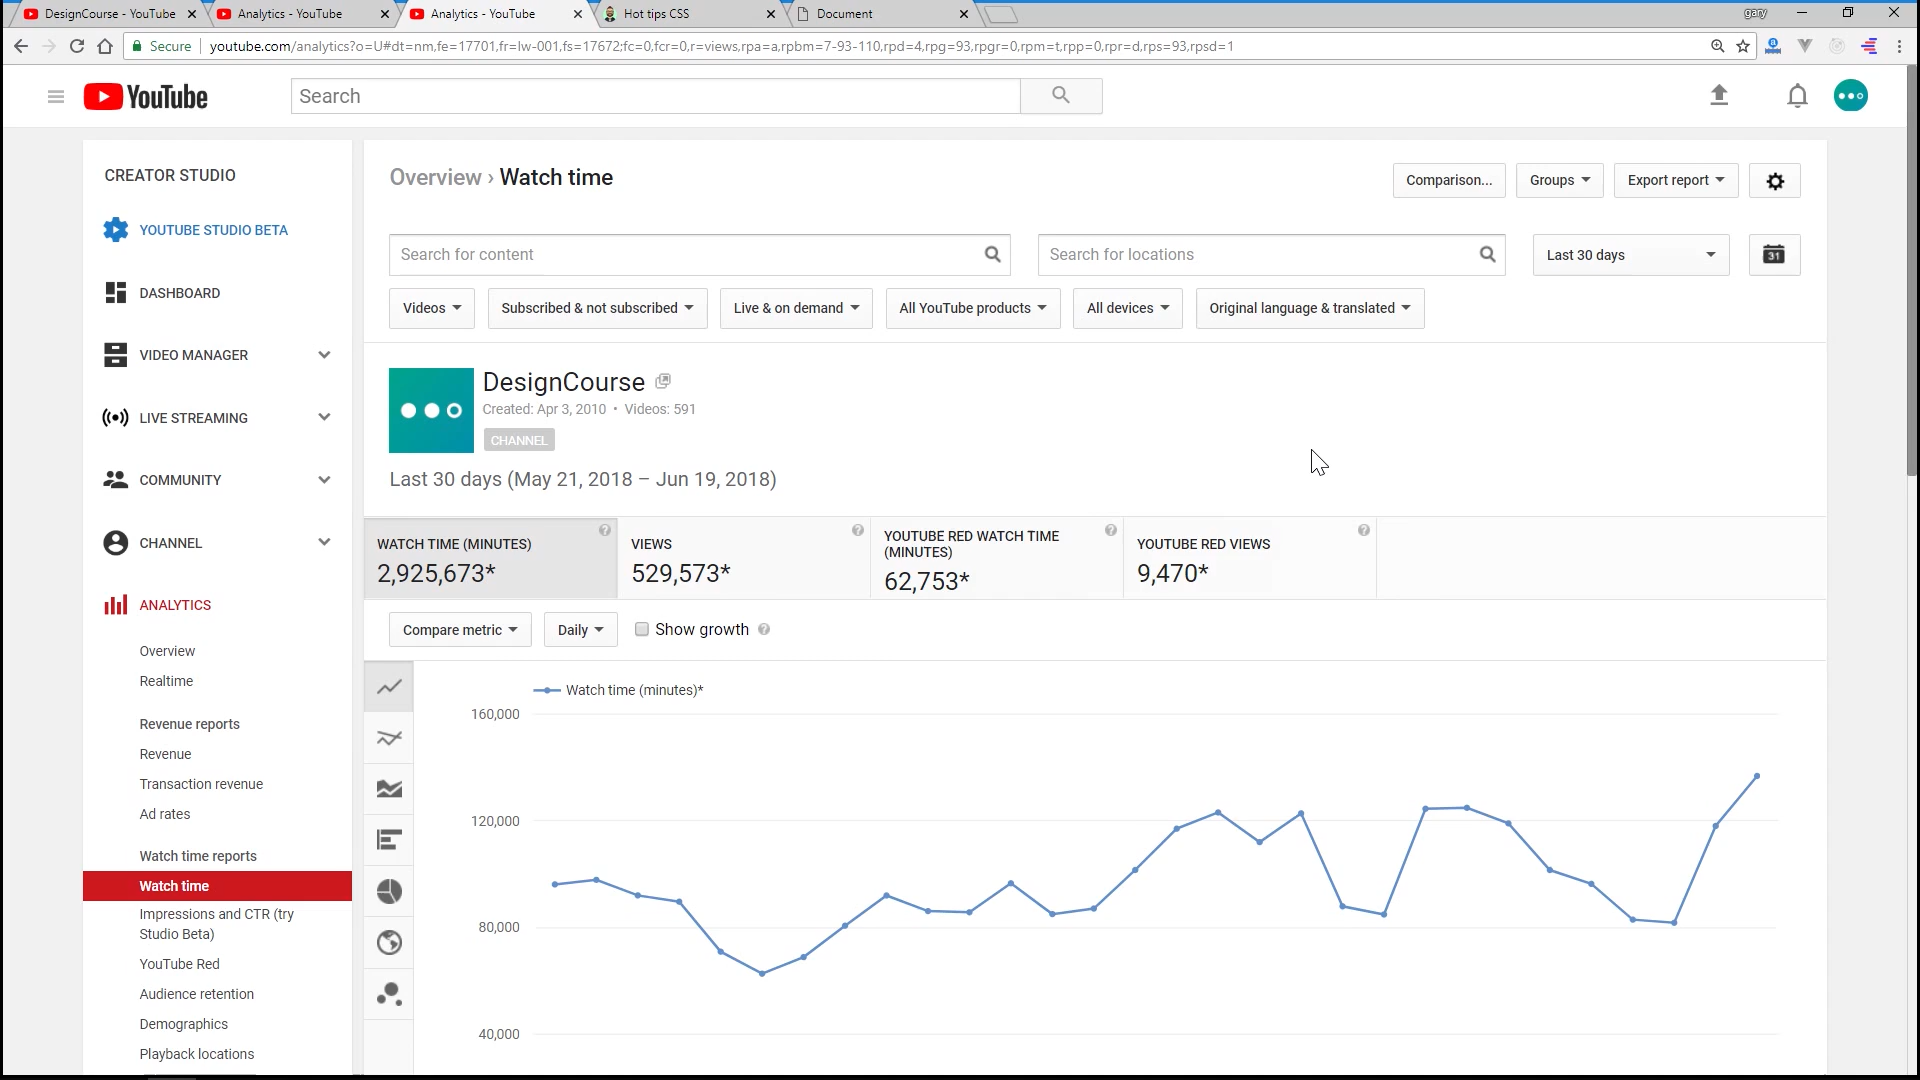 DesignCourse - YouTube
Analytics - YouTube
Analytics - YouTube
Hot tips CSS
Document
gary
Secure
youtube.com/analytics?o=U#dt=nm,fe=17701,fr=lw-001,fs=17672;fc=0,fcr=0,r=views,rpa=a,rpbm=7-93-110,rpd=4,rpg=93,rpgr=0,rpm=t,rpp=0,rpr=d,rps=93,rpsd=1
YouTube
Search
CREATOR STUDIO
YOUTUBE STUDIO BETA
DASHBOARD
VIDEO MANAGER
LIVE STREAMING
COMMUNITY
CHANNEL
ANALYTICS
Overview
Realtime
Revenue reports
Revenue
Transaction revenue
Ad rates
Watch time reports
Watch time
Impressions and CTR (try
Studio Beta)
YouTube Red
Audience retention
Demographics
Playback locations
Overview › Watch time
Comparison...
Groups
Export report
Search for content
Search for locations
Last 30 days
31
Videos
Subscribed & not subscribed
Live & on demand
All YouTube products
All devices
Original language & translated
DesignCourse
Created: Apr 3, 2010 • Videos: 591
CHANNEL
Last 30 days (May 21, 2018 – Jun 19, 2018)
WATCH TIME (MINUTES)
2,925,673*
VIEWS
529,573*
YOUTUBE RED WATCH TIME
(MINUTES)
62,753*
YOUTUBE RED VIEWS
9,470*
Compare metric
Daily
Show growth
Watch time (minutes)*
160,000
120,000
80,000
40,000